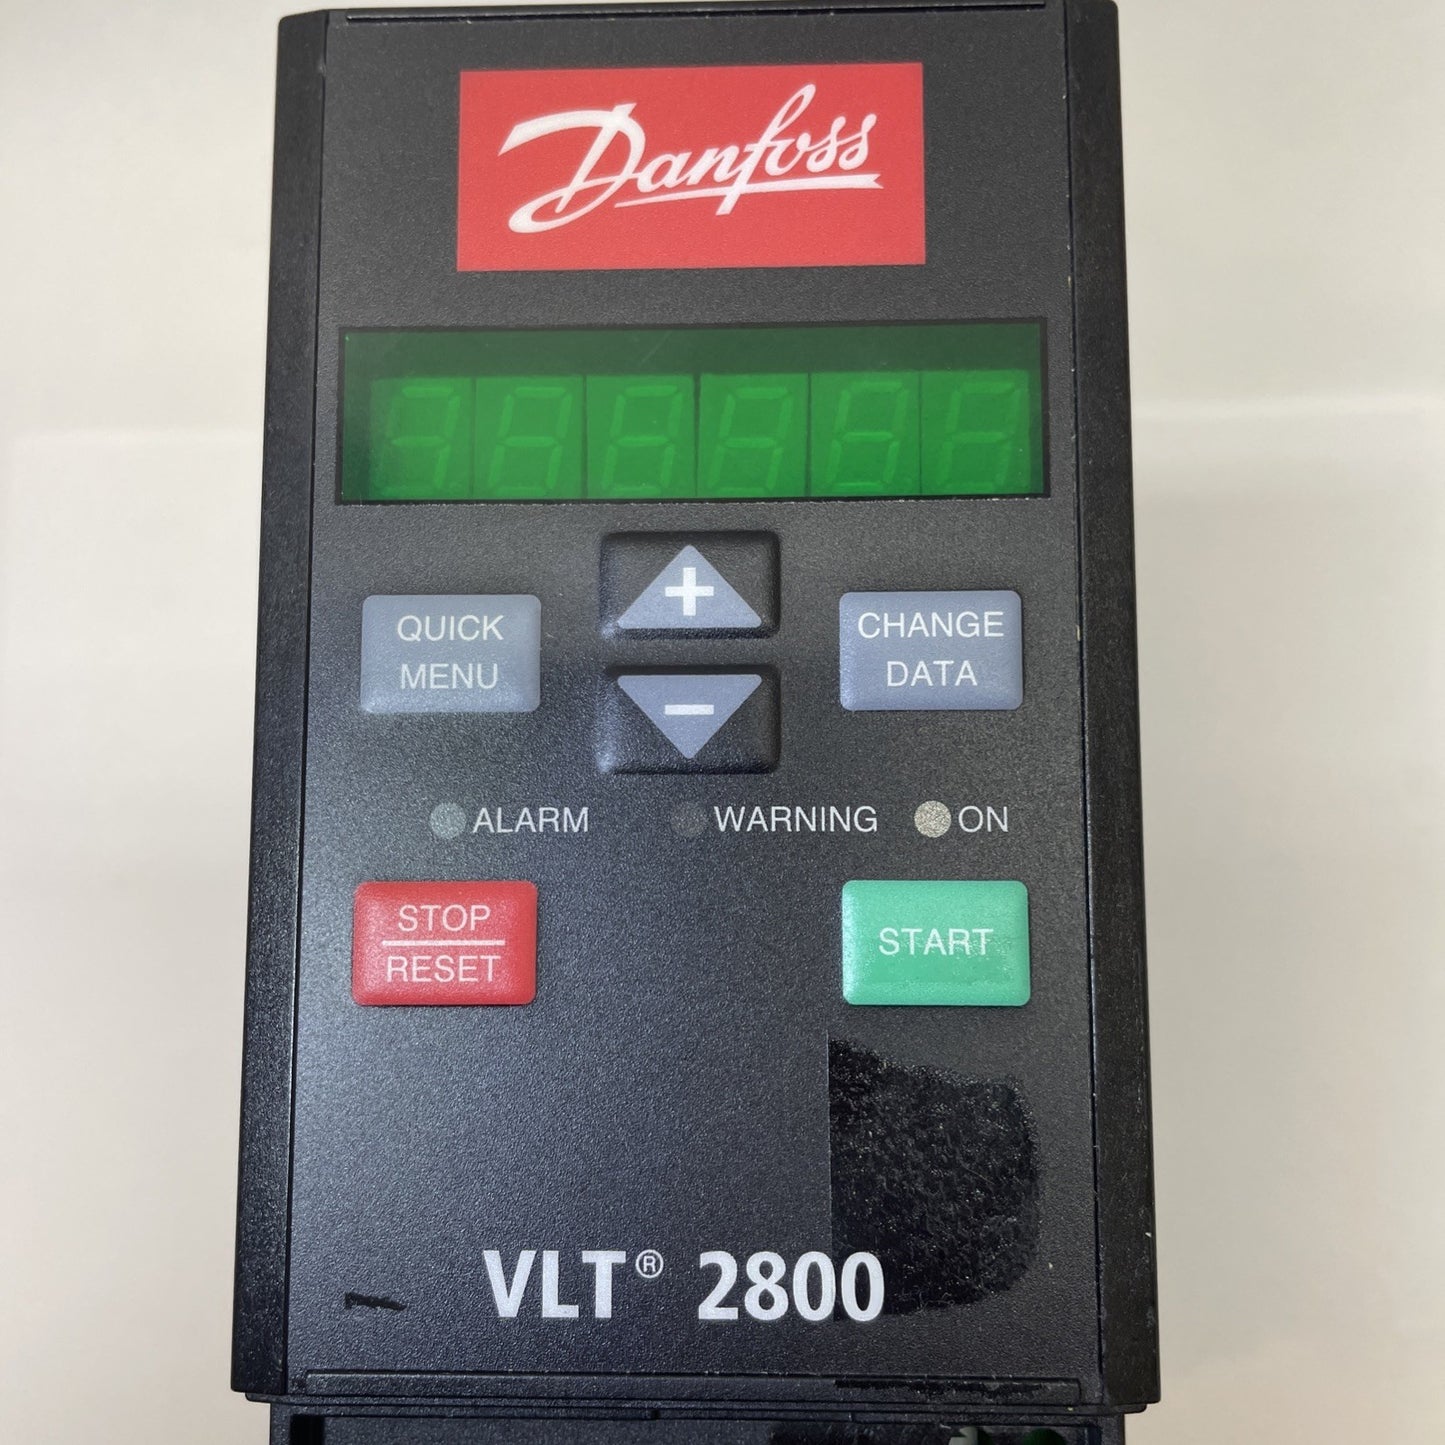 Danfoss
+
QUICK
MENU
CHANGE
DATA
−
ALARM WARNING ON
STOP
RESET
START
VLT® 2800